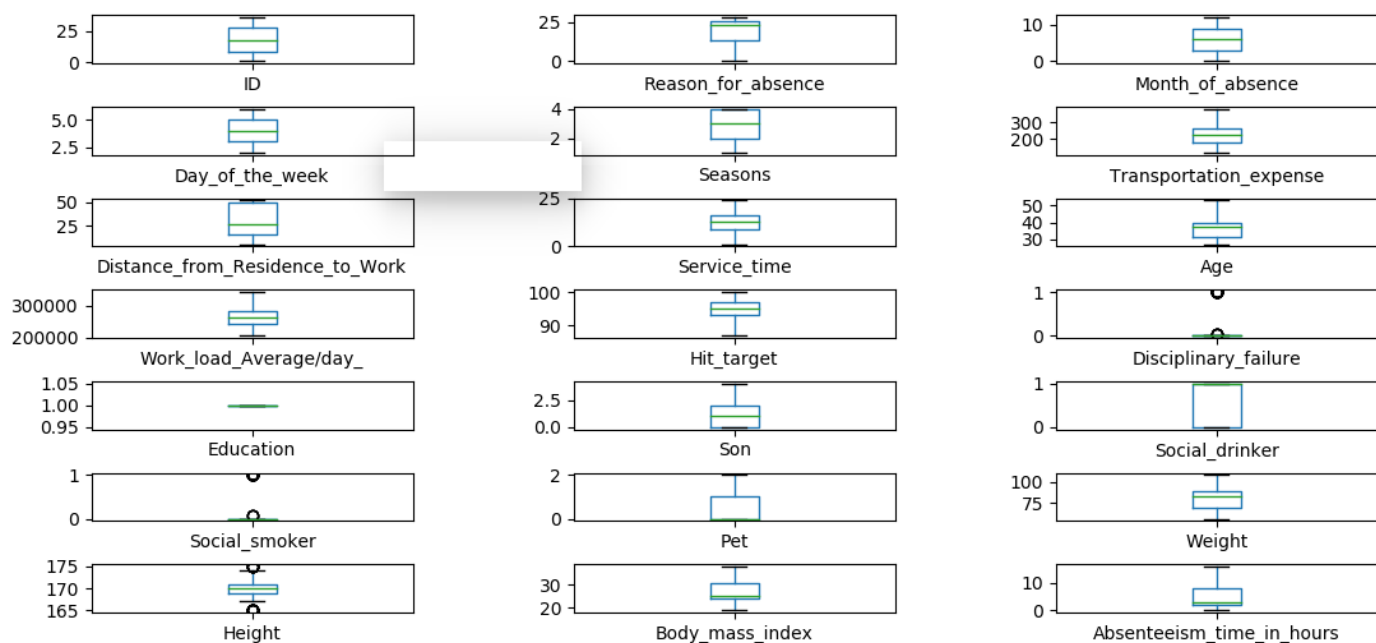 25
0
ID
25
0
Reason_for_absence
10
0
Month_of_absence
5.0
2.5
Day_of_the_week
4
2
Seasons
300
200
Transportation_expense
50
25
Distance_from_Residence_to_Work
25
0
Service_time
50
40
30
Age
300000
200000
Work_load_Average/day_
100
90
Hit_target
1
0
Disciplinary_failure
1.05
1.00
0.95
Education
2.5
0.0
Son
1
0
Social_drinker
1
0
Social_smoker
2
0
Pet
100
75
Weight
175
170
165
Height
30
20
Body_mass_index
10
0
Absenteeism_time_in_hours